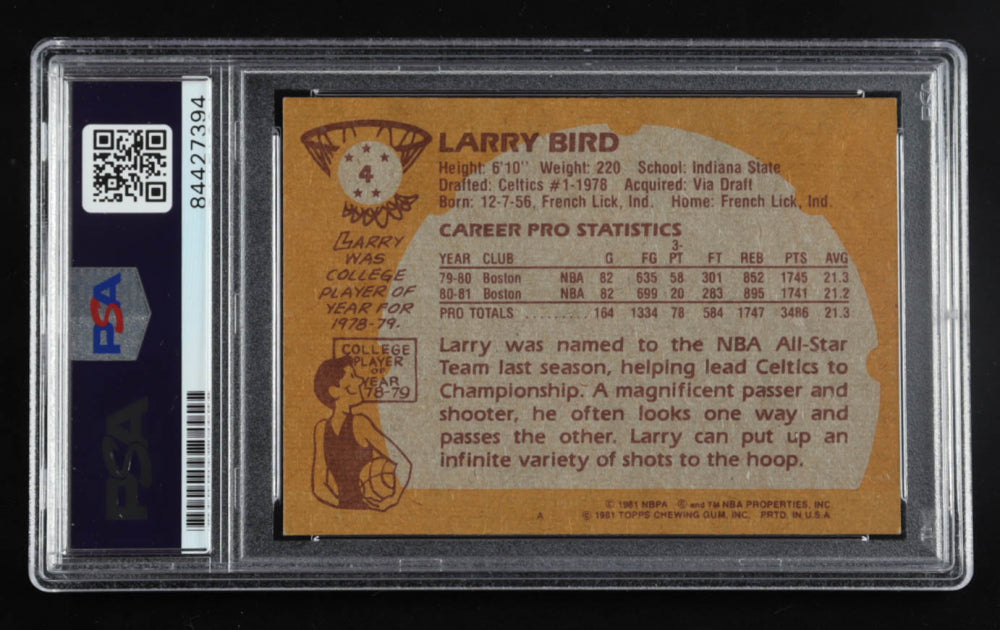 84427394
PSA
PSA
4
LARRY BIRD
Height: 6'10" Weight: 220 School: Indiana State
Drafted: Celtics #1-1978 Acquired: Via Draft
Born: 12-7-56, French Lick, Ind. Home: French Lick, Ind.
LARRY
WAS
COLLEGE
PLAYER OF
YEAR FOR
1978-79.
COLLEGE
PLAYER
OF
YEAR
78-79
CAREER PRO STATISTICS
YEAR CLUB G FG 3-PT FT REB PTS AVG
79-80 Boston NBA 82 635 58 301 852 1745 21.3
80-81 Boston NBA 82 699 20 283 895 1741 21.2
PRO TOTALS ......... 164 1334 78 584 1747 3486 21.3
Larry was named to the NBA All-Star
Team last season, helping lead Celtics to
Championship. A magnificent passer and
shooter, he often looks one way and
passes the other. Larry can put up an
infinite variety of shots to the hoop.
© 1981 NBPA © and TM NBA PROPERTIES, INC.
A © 1981 TOPPS CHEWING GUM, INC. PRTD. IN U.S.A.